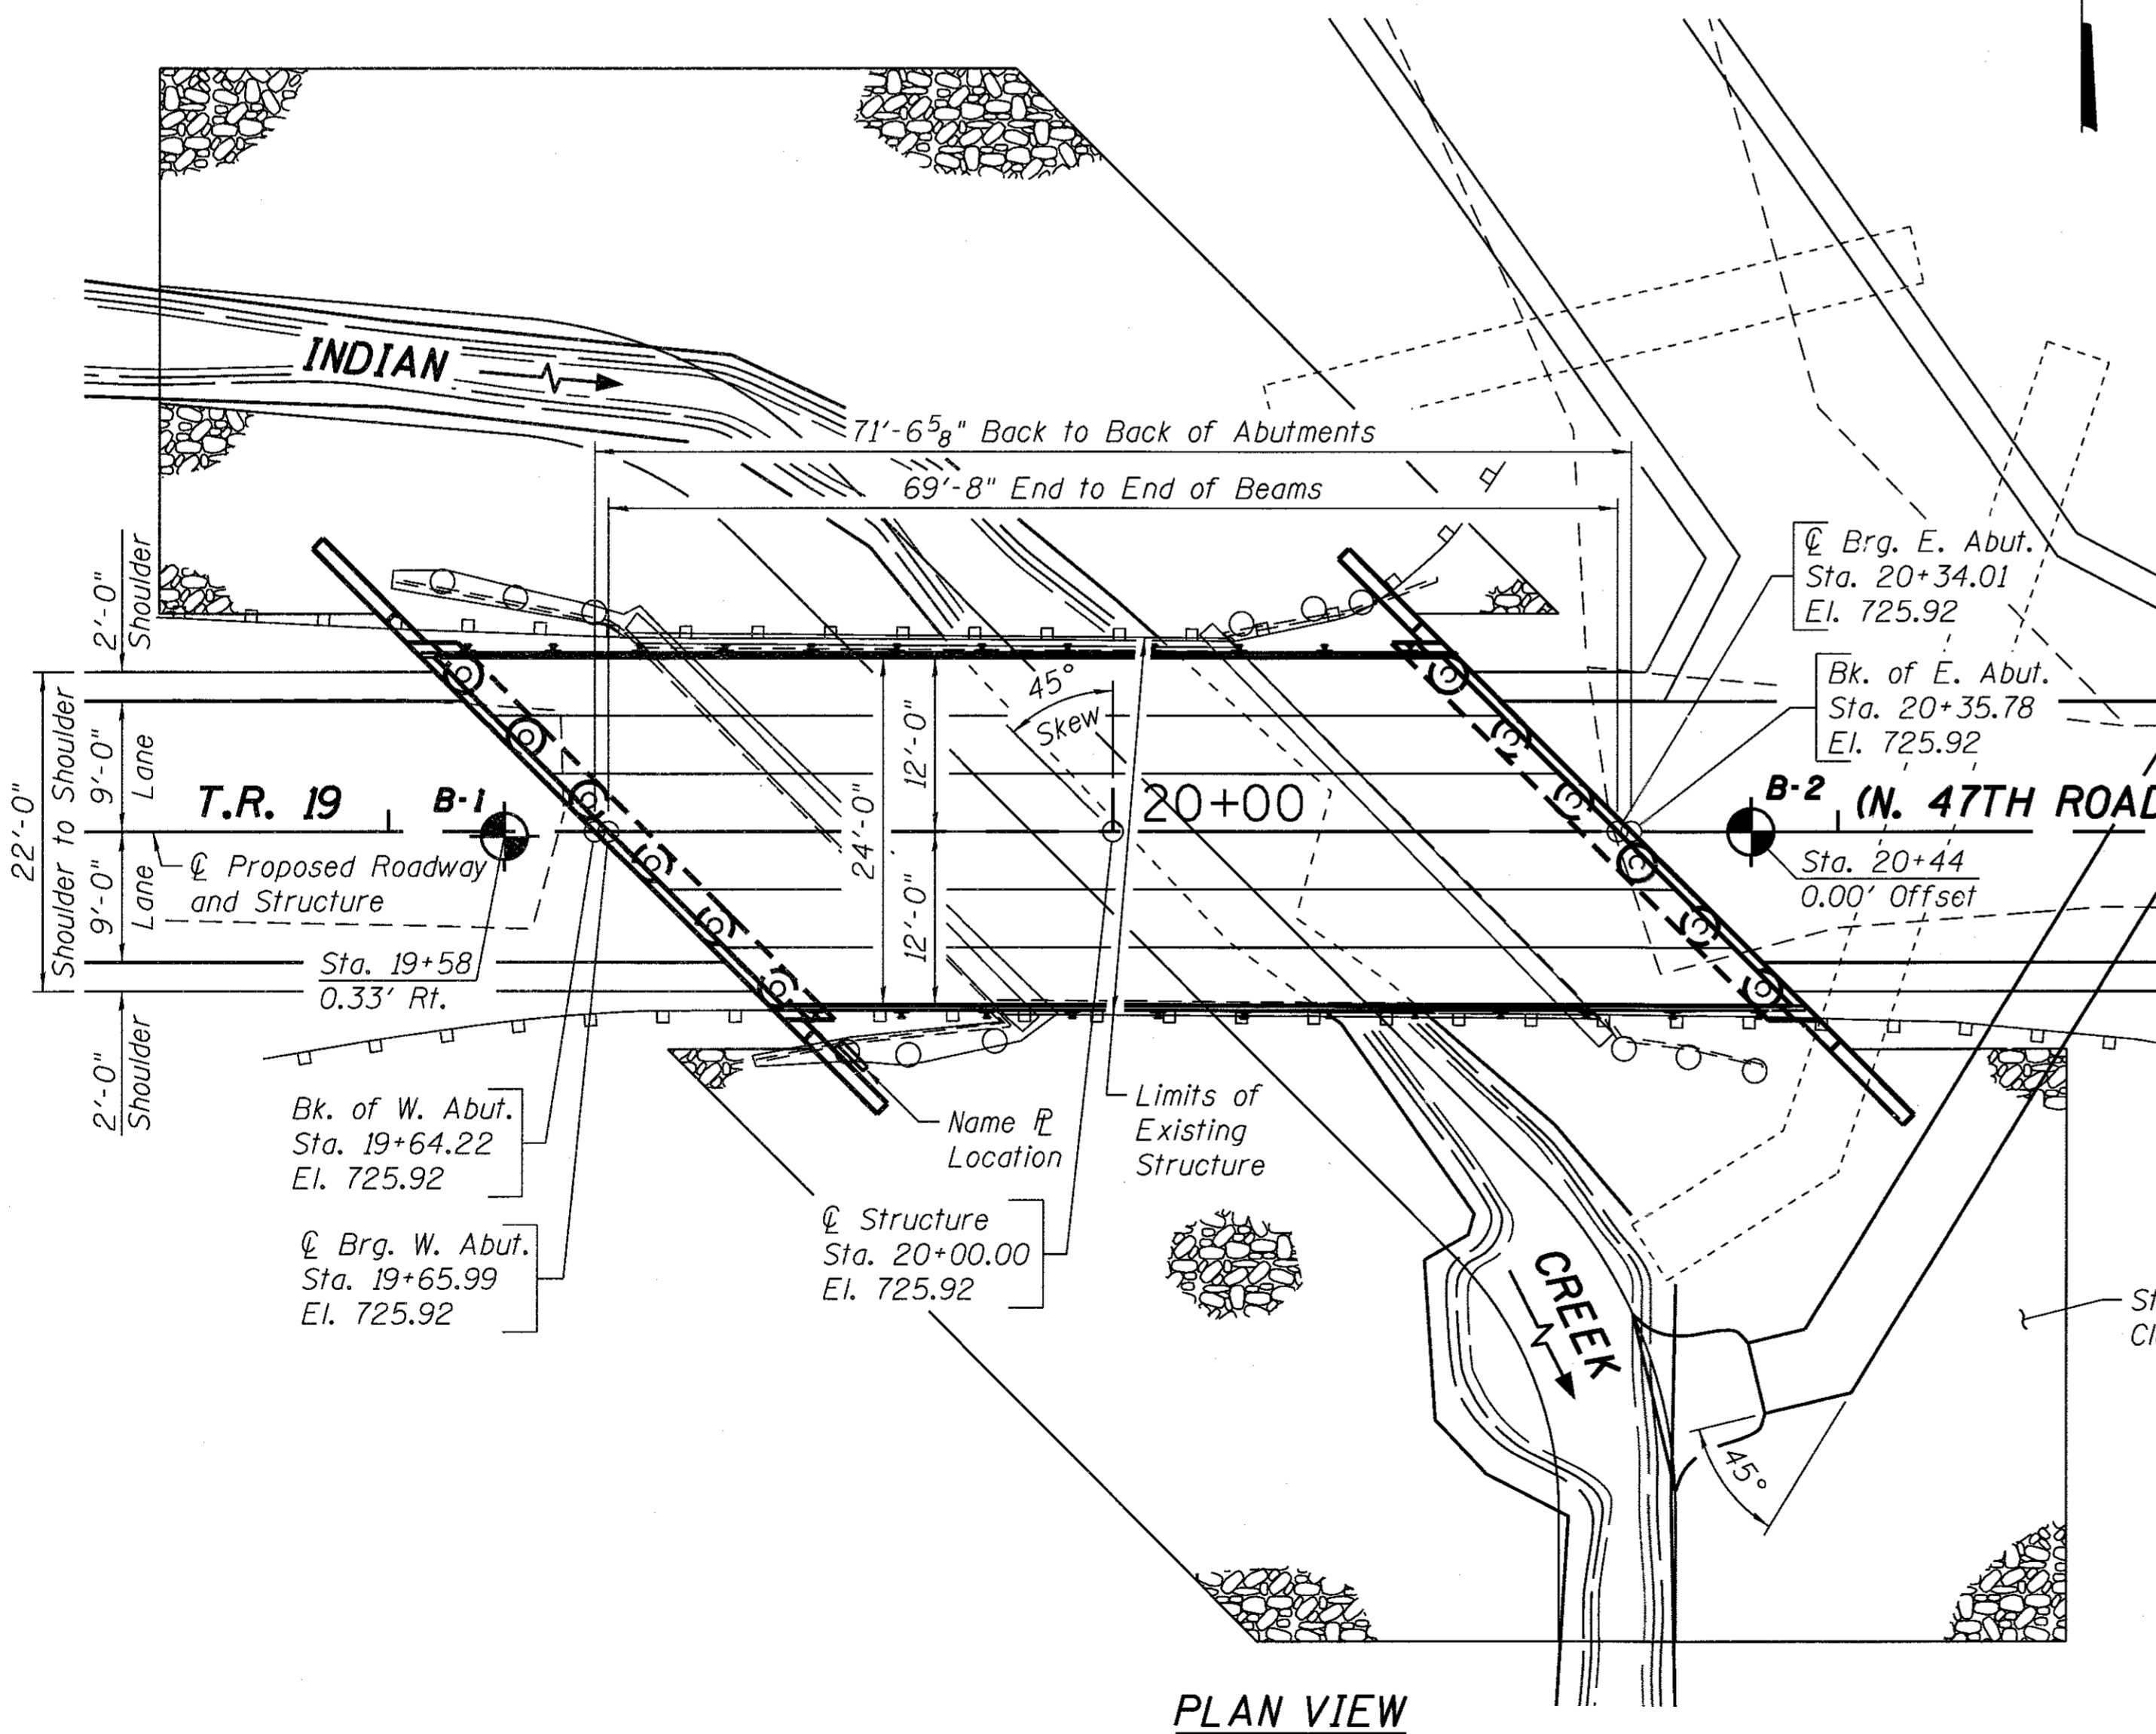 INDIAN
71'-6 5/8" Back to Back of Abutments
69'-8" End to End of Beams
2'-0"
Shoulder
22'-0"
Shoulder to Shoulder
9'-0"
Lane
9'-0"
Lane
2'-0"
Shoulder
T.R. 19
B-1
℄ Proposed Roadway
and Structure
Sta. 19+58
0.33' Rt.
45°
Skew
24'-0"
12'-0"
12'-0"
20+00
℄ Brg. E. Abut.
Sta. 20+34.01
El. 725.92
Bk. of E. Abut.
Sta. 20+35.78
El. 725.92
B-2
(N. 47TH ROAD
Sta. 20+44
0.00' Offset
Bk. of W. Abut.
Sta. 19+64.22
El. 725.92
℄ Brg. W. Abut.
Sta. 19+65.99
El. 725.92
Name ⅊
Location
Limits of
Existing
Structure
℄ Structure
Sta. 20+00.00
El. 725.92
CREEK
45°
PLAN VIEW